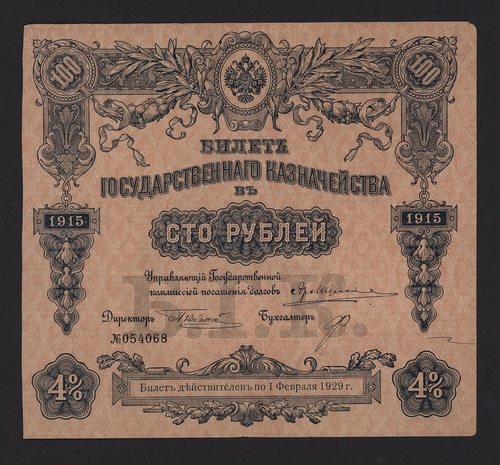 100 100
БИЛЕТЪ
ГОСУДАРСТВЕННАГО КАЗНАЧЕЙСТВА
ВЪ
1915 1915
СТО РУБЛЕЙ
Управляющій Государственной
коммиссіей погашенія долговъ
Директоръ Бухгалтеръ
№054068
4% 4%
Билетъ дѣйствителенъ по 1 Февраля 1929 г.